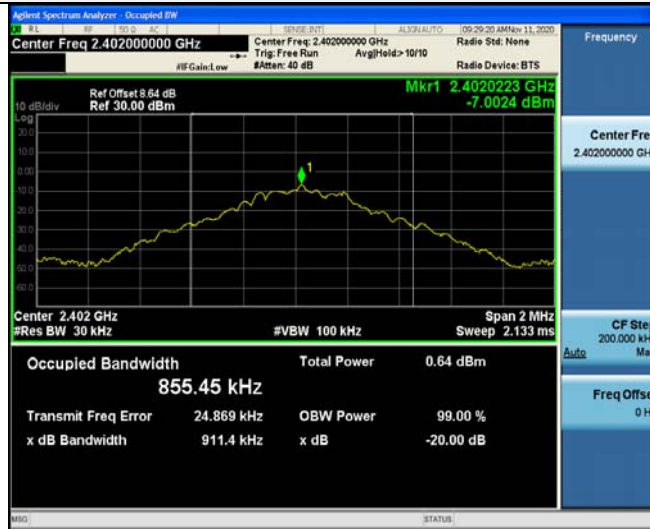 Agilent Spectrum Analyzer - Occupied BW
RL RF 50 Ω AC SENSE:INT ALIGN AUTO 09:29:20 AM Nov 11, 2020
Center Freq 2.402000000 GHz
Center Freq: 2.402000000 GHz
Radio Std: None
Trig: Free Run Avg|Hold:> 10/10
#IFGain:Low #Atten: 40 dB Radio Device: BTS
Mkr1 2.4020223 GHz
-7.0024 dBm
Ref Offset 8.64 dB
10 dB/div Ref 30.00 dBm
Log
20.0
10.0
0.00
-10.0
-20.0
-30.0
-40.0
-50.0
-60.0
1
Center 2.402 GHz Span 2 MHz
#Res BW 30 kHz #VBW 100 kHz Sweep 2.133 ms
Occupied Bandwidth Total Power 0.64 dBm
855.45 kHz
Transmit Freq Error 24.869 kHz OBW Power 99.00 %
x dB Bandwidth 911.4 kHz x dB -20.00 dB
MSG STATUS
Frequency
Center Fre
2.402000000 GH
CF Ste
200.000 kH
Auto Ma
Freq Offse
0 H